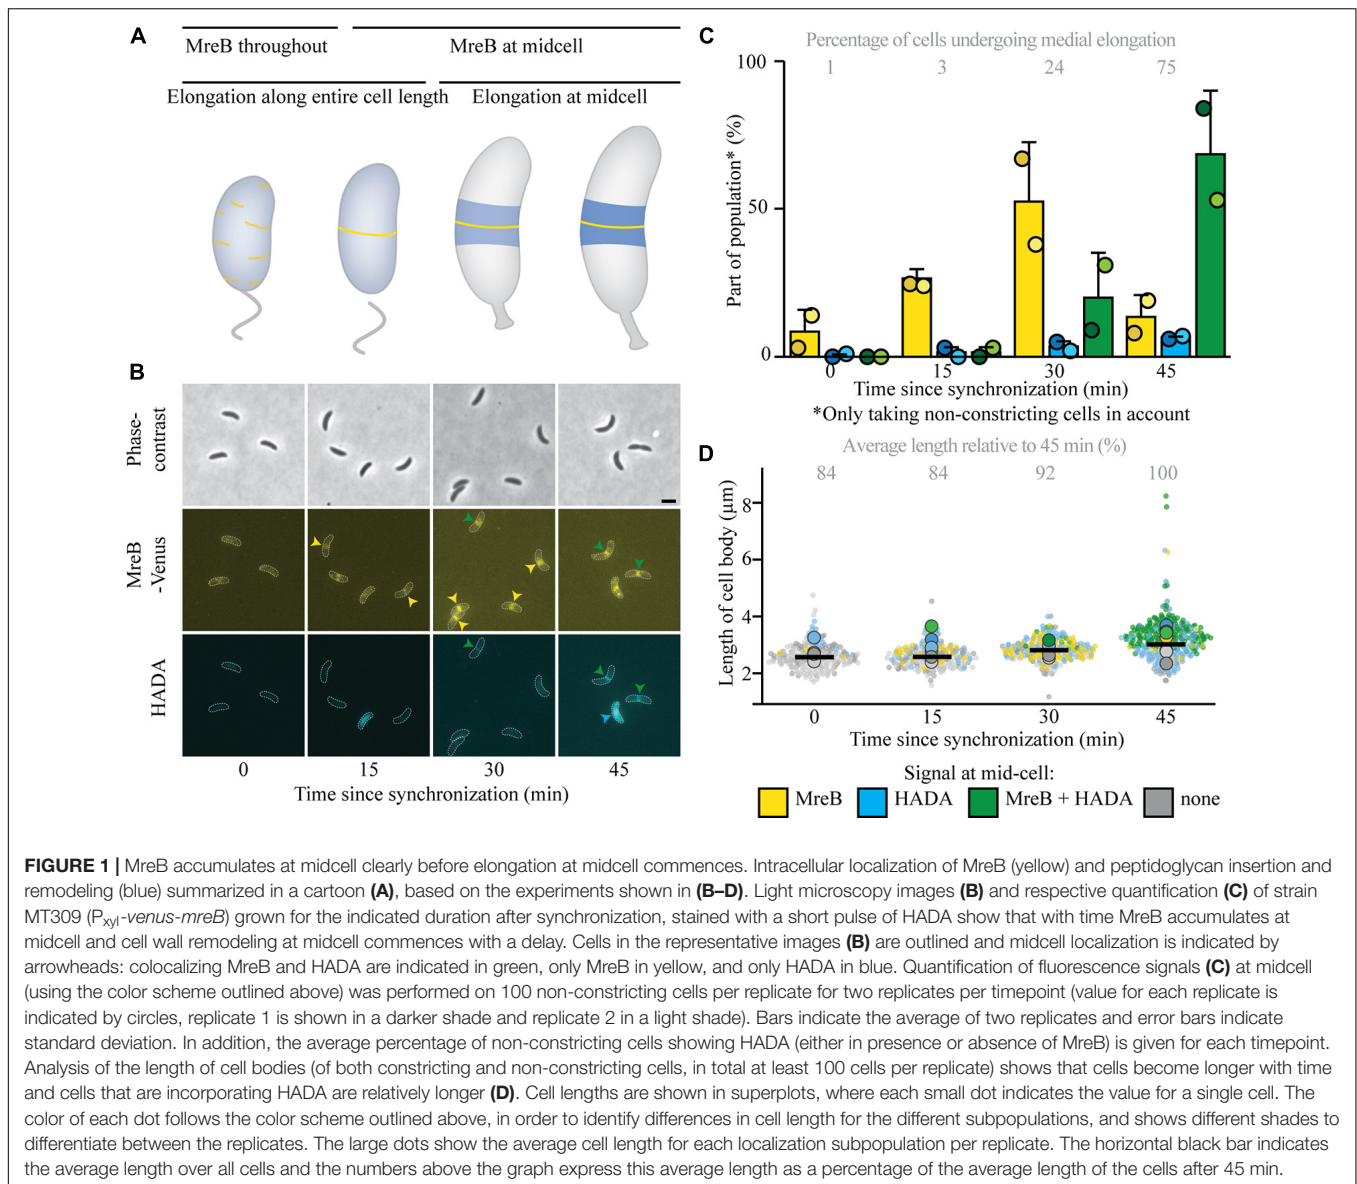 A
MreB throughout
MreB at midcell
Elongation along entire cell length
Elongation at midcell
B
Phase-
contrast
MreB
-Venus
HADA
0
15
30
45
Time since synchronization (min)
C
Percentage of cells undergoing medial elongation
1
3
24
75
100
50
0
Part of population* (%)
0
15
30
45
Time since synchronization (min)
*Only taking non-constricting cells in account
D
Average length relative to 45 min (%)
84
84
92
100
8
6
4
2
Length of cell body (µm)
0
15
30
45
Time since synchronization (min)
Signal at mid-cell:
MreB
HADA
MreB + HADA
none
FIGURE 1 | MreB accumulates at midcell clearly before elongation at midcell commences. Intracellular localization of MreB (yellow) and peptidoglycan insertion and
remodeling (blue) summarized in a cartoon (A), based on the experiments shown in (B–D). Light microscopy images (B) and respective quantification (C) of strain
MT309 (Pxyl-venus-mreB) grown for the indicated duration after synchronization, stained with a short pulse of HADA show that with time MreB accumulates at
midcell and cell wall remodeling at midcell commences with a delay. Cells in the representative images (B) are outlined and midcell localization is indicated by
arrowheads: colocalizing MreB and HADA are indicated in green, only MreB in yellow, and only HADA in blue. Quantification of fluorescence signals (C) at midcell
(using the color scheme outlined above) was performed on 100 non-constricting cells per replicate for two replicates per timepoint (value for each replicate is
indicated by circles, replicate 1 is shown in a darker shade and replicate 2 in a light shade). Bars indicate the average of two replicates and error bars indicate
standard deviation. In addition, the average percentage of non-constricting cells showing HADA (either in presence or absence of MreB) is given for each timepoint.
Analysis of the length of cell bodies (of both constricting and non-constricting cells, in total at least 100 cells per replicate) shows that cells become longer with time
and cells that are incorporating HADA are relatively longer (D). Cell lengths are shown in superplots, where each small dot indicates the value for a single cell. The
color of each dot follows the color scheme outlined above, in order to identify differences in cell length for the different subpopulations, and shows different shades to
differentiate between the replicates. The large dots show the average cell length for each localization subpopulation per replicate. The horizontal black bar indicates
the average length over all cells and the numbers above the graph express this average length as a percentage of the average length of the cells after 45 min.